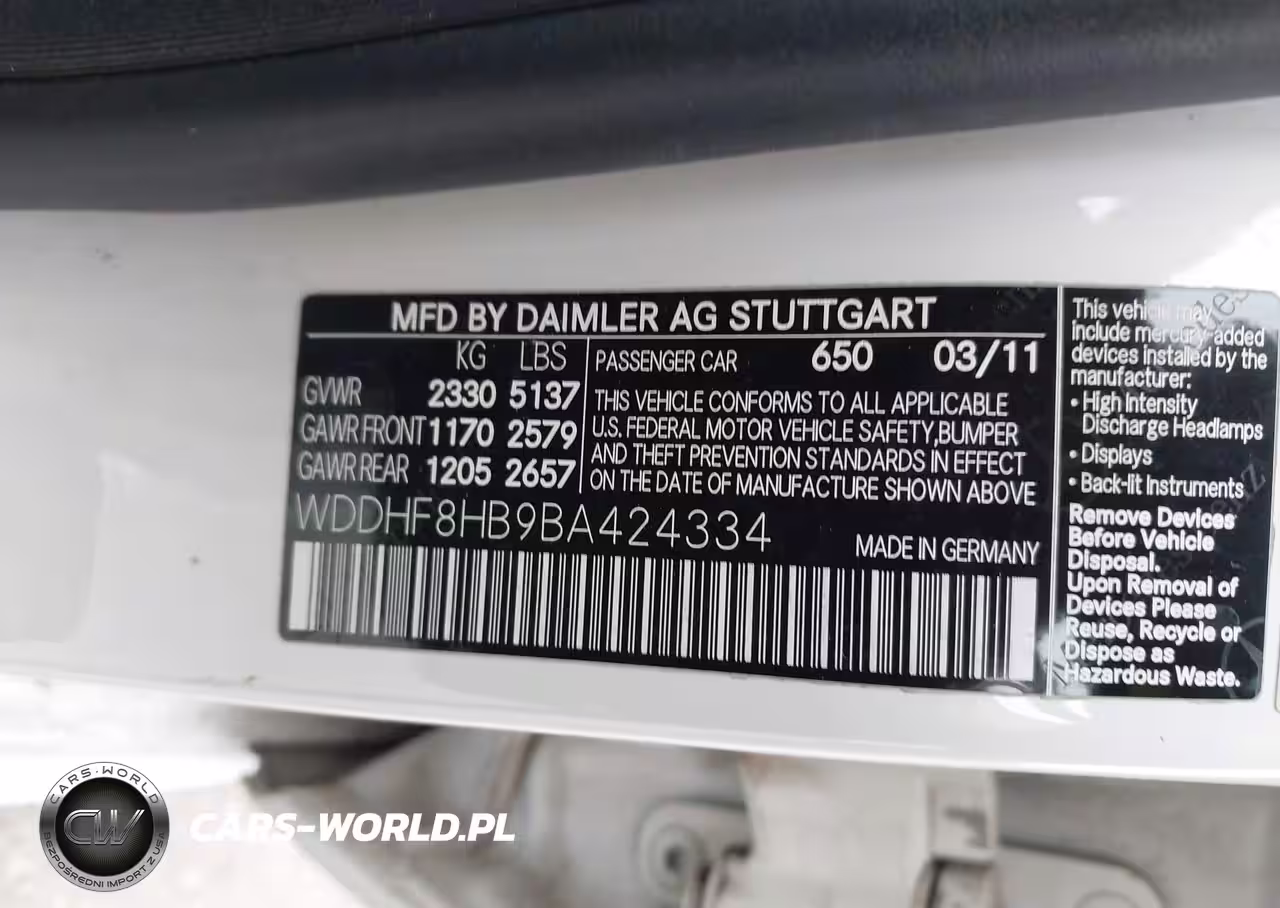 MFD BY DAIMLER AG STUTTGART
KG LBS
GVWR 2330 5137
GAWR FRONT 1170 2579
GAWR REAR 1205 2657
PASSENGER CAR 650 03/11
THIS VEHICLE CONFORMS TO ALL APPLICABLE
U.S. FEDERAL MOTOR VEHICLE SAFETY,BUMPER
AND THEFT PREVENTION STANDARDS IN EFFECT
ON THE DATE OF MANUFACTURE SHOWN ABOVE
WDDHF8HB9BA424334
MADE IN GERMANY
This vehicle may
include mercury-added
devices installed by the
manufacturer:
• High Intensity
Discharge Headlamps
• Displays
• Back-lit Instruments
Remove Devices
Before Vehicle
Disposal.
Upon Removal of
Devices Please
Reuse, Recycle or
Dispose as
Hazardous Waste.
CARS-WORLD
CW
BEZPOŚREDNI IMPORT Z USA
CARS-WORLD.PL